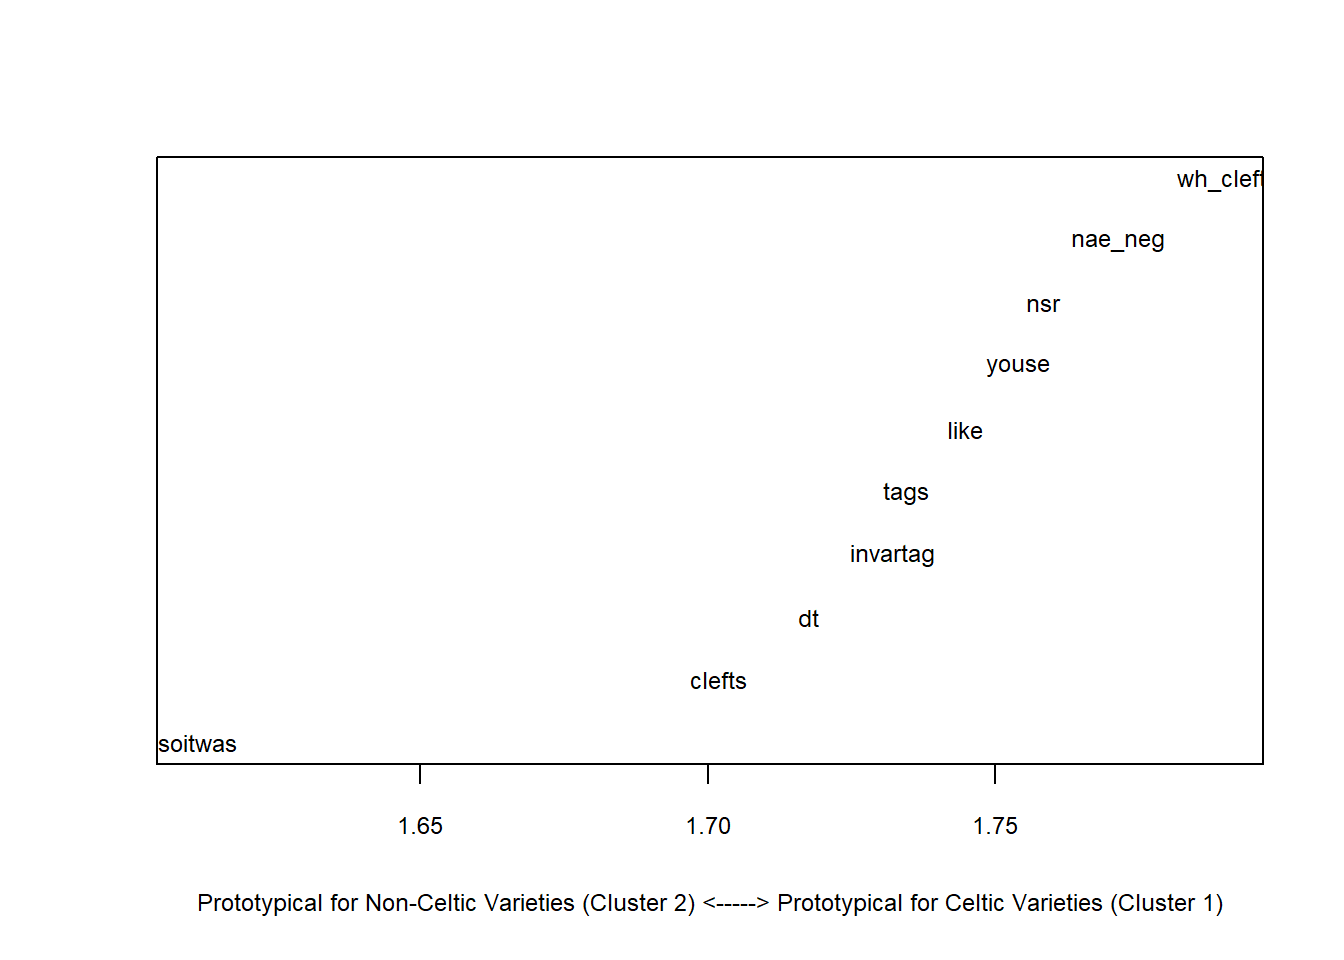 wh_cleft
nae_neg
nsr
youse
like
tags
invartag
dt
clefts
soitwas
1.65 1.70 1.75
Prototypical for Non-Celtic Varieties (Cluster 2) <-----> Prototypical for Celtic Varieties (Cluster 1)